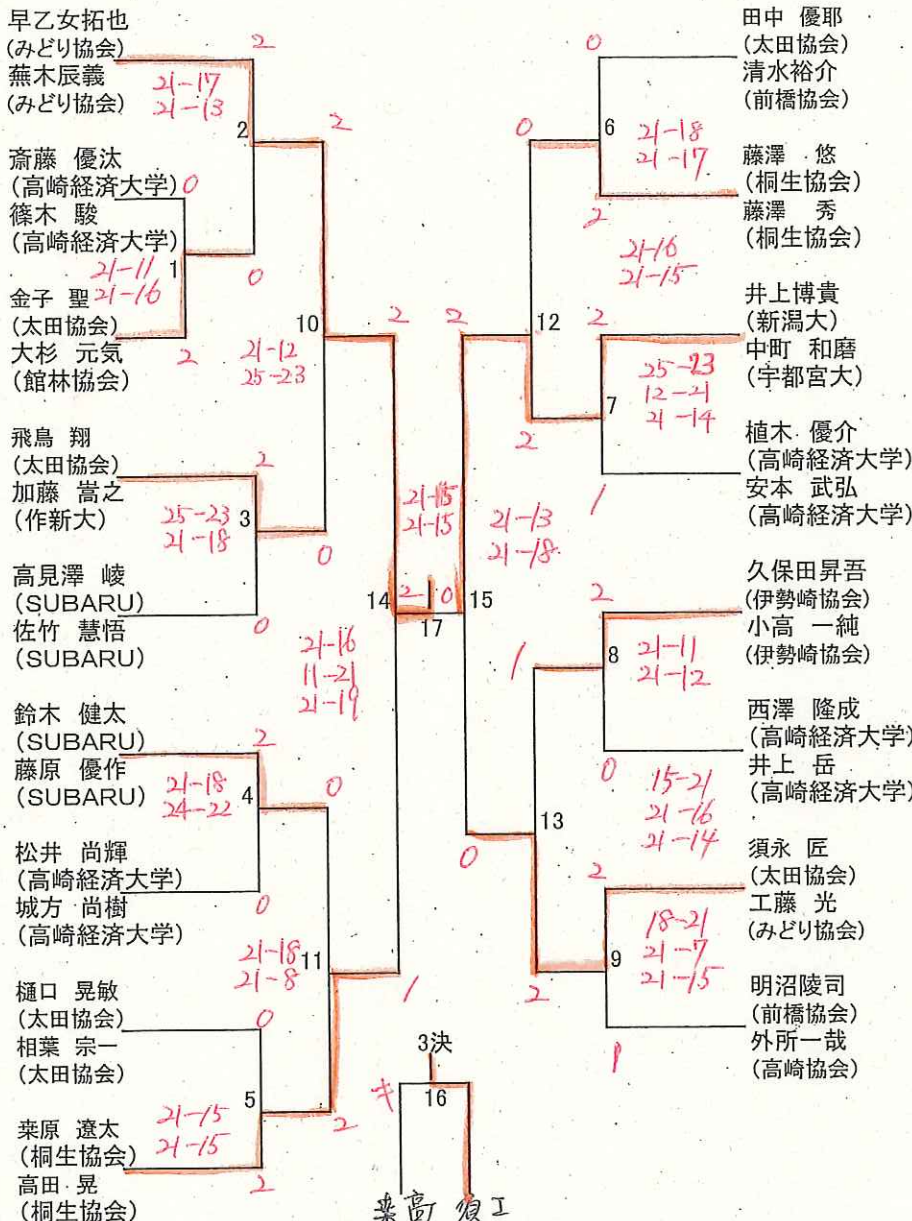 早乙女拓也
(みどり協会)
蕪木辰義
(みどり協会)
2
21-17
21-13
2
2
斎藤 優汰
(高崎経済大学)
0
篠木 駿
(高崎経済大学)
21-11
21-16
1
0
金子 聖
(太田協会)
大杉 元気
(館林協会)
2
10
21-12
25-23
2
飛鳥 翔
(太田協会)
加藤 嵩之
(作新大)
2
25-23
21-18
3
0
高見澤 峻
(SUBARU)
佐竹 慧悟
(SUBARU)
0
14
21-16
11-21
21-19
鈴木 健太
(SUBARU)
藤原 優作
(SUBARU)
2
21-18
24-22
4
0
松井 尚輝
(高崎経済大学)
城方 尚樹
(高崎経済大学)
0
21-18
21-8
11
1
樋口 晃敏
(太田協会)
相葉 宗一
(太田協会)
0
5
21-15
21-15
2
桒原 遼太
(桐生協会)
高田 晃
(桐生協会)
2
21-15
21-15
2
0
17
3決
16
キ
桒高
須工
田中 優耶
(太田協会)
清水裕介
(前橋協会)
0
6
21-18
21-17
0
藤澤 悠
(桐生協会)
藤澤 秀
(桐生協会)
2
21-16
21-15
12
2
井上博貴
(新潟大)
中町 和磨
(宇都宮大)
2
25-23
12-21
21-14
7
2
植木 優介
(高崎経済大学)
安本 武弘
(高崎経済大学)
1
21-13
21-18
15
久保田昇吾
(伊勢崎協会)
小高 一純
(伊勢崎協会)
2
21-11
21-12
8
1
西澤 隆成
(高崎経済大学)
井上 岳
(高崎経済大学)
0
15-21
21-16
21-14
13
0
須永 匠
(太田協会)
工藤 光
(みどり協会)
2
18-21
21-7
21-15
9
2
明沼陵司
(前橋協会)
外所一哉
(高崎協会)
1